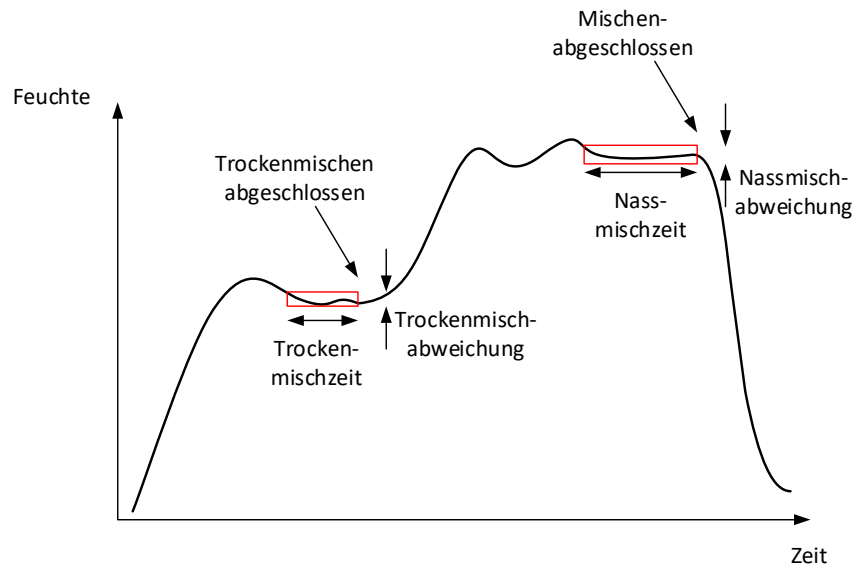 Mischen-
abgeschlossen
Feuchte
Trockenmischen
abgeschlossen
Nass-
mischzeit
Nassmisch-
abweichung
Trockenmisch-
abweichung
Trocken-
mischzeit
Zeit